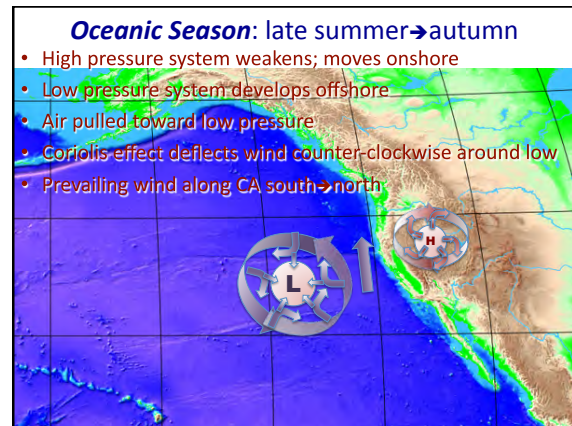 Oceanic Season: late summer➔autumn
• High pressure system weakens; moves onshore
• Low pressure system develops offshore
• Air pulled toward low pressure
• Coriolis effect deflects wind counter-clockwise around low
• Prevailing wind along CA south➔north
H
L